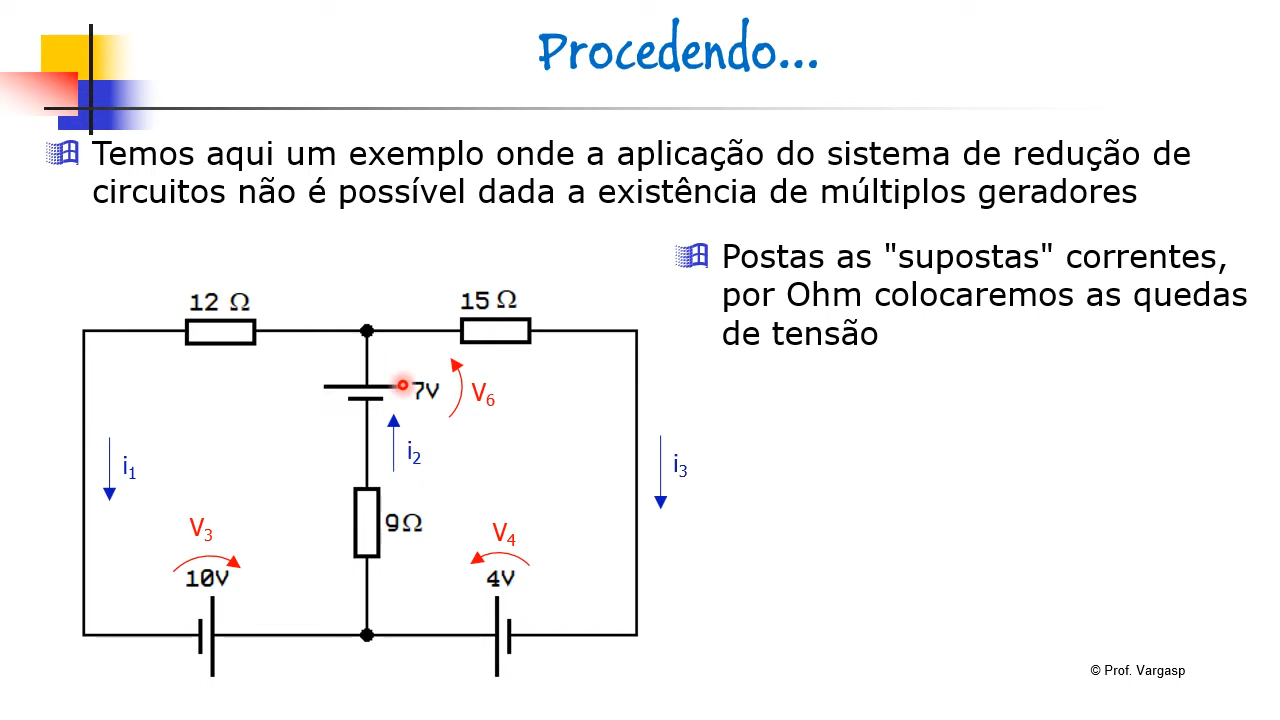 Procedendo...
Temos aqui um exemplo onde a aplicação do sistema de redução de
circuitos não é possível dada a existência de múltiplos geradores
Postas as "supostas" correntes,
por Ohm colocaremos as quedas
de tensão
12 Ω
15 Ω
7V
V6
i1
i2
i3
9Ω
V3
V4
10V
4V
© Prof. Vargasp